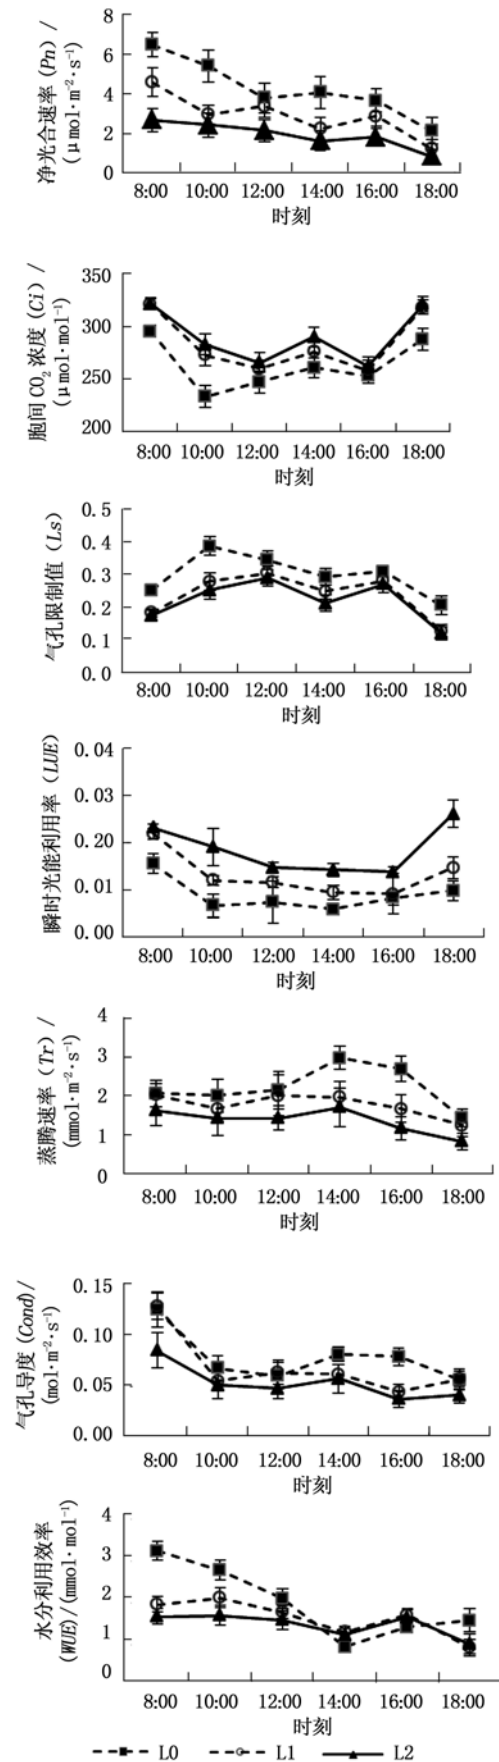 净光合速率(Pn)/
(μmol·m⁻²·s⁻¹)
8
6
4
2
0
8:00 10:00 12:00 14:00 16:00 18:00
时刻
胞间 CO₂ 浓度(Ci)/
(μmol·mol⁻¹)
350
300
250
200
8:00 10:00 12:00 14:00 16:00 18:00
时刻
气孔限制值(Ls)
0.5
0.4
0.3
0.2
0.1
0.0
8:00 10:00 12:00 14:00 16:00 18:00
时刻
瞬时光能利用率(LUE)
0.04
0.03
0.20
0.01
0.00
8:00 10:00 12:00 14:00 16:00 18:00
时刻
蒸腾速率(Tr)/
(mmol·m⁻²·s⁻¹)
4
3
2
1
0
8:00 10:00 12:00 14:00 16:00 18:00
时刻
气孔导度(Cond)/
(mol·m⁻²·s⁻¹)
0.15
0.10
0.05
0.00
8:00 10:00 12:00 14:00 16:00 18:00
时刻
水分利用效率
(WUE)/(mmol·mol⁻¹)
4
3
2
1
0
8:00 10:00 12:00 14:00 16:00 18:00
时刻
L0 L1 L2